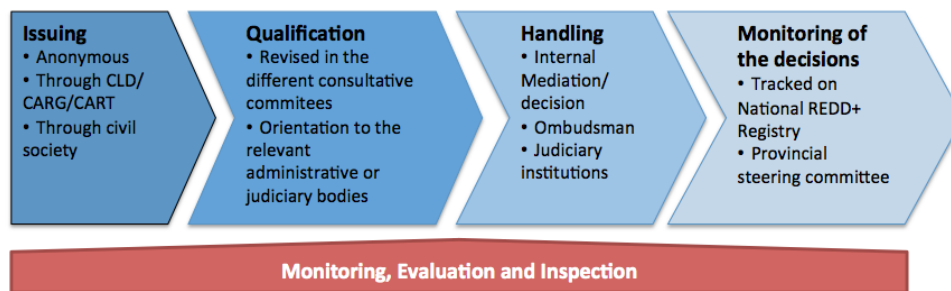 Issuing
• Anonymous
• Through CLD/
CARG/CART
• Through civil
society
Qualification
• Revised in the
different consultative
commitees
• Orientation to the
relevant
administrative or
judiciary bodies
Handling
• Internal
Mediation/
decision
• Ombudsman
• Judiciary
institutions
Monitoring of
the decisions
• Tracked on
National REDD+
Registry
• Provincial
steering committee
Monitoring, Evaluation and Inspection